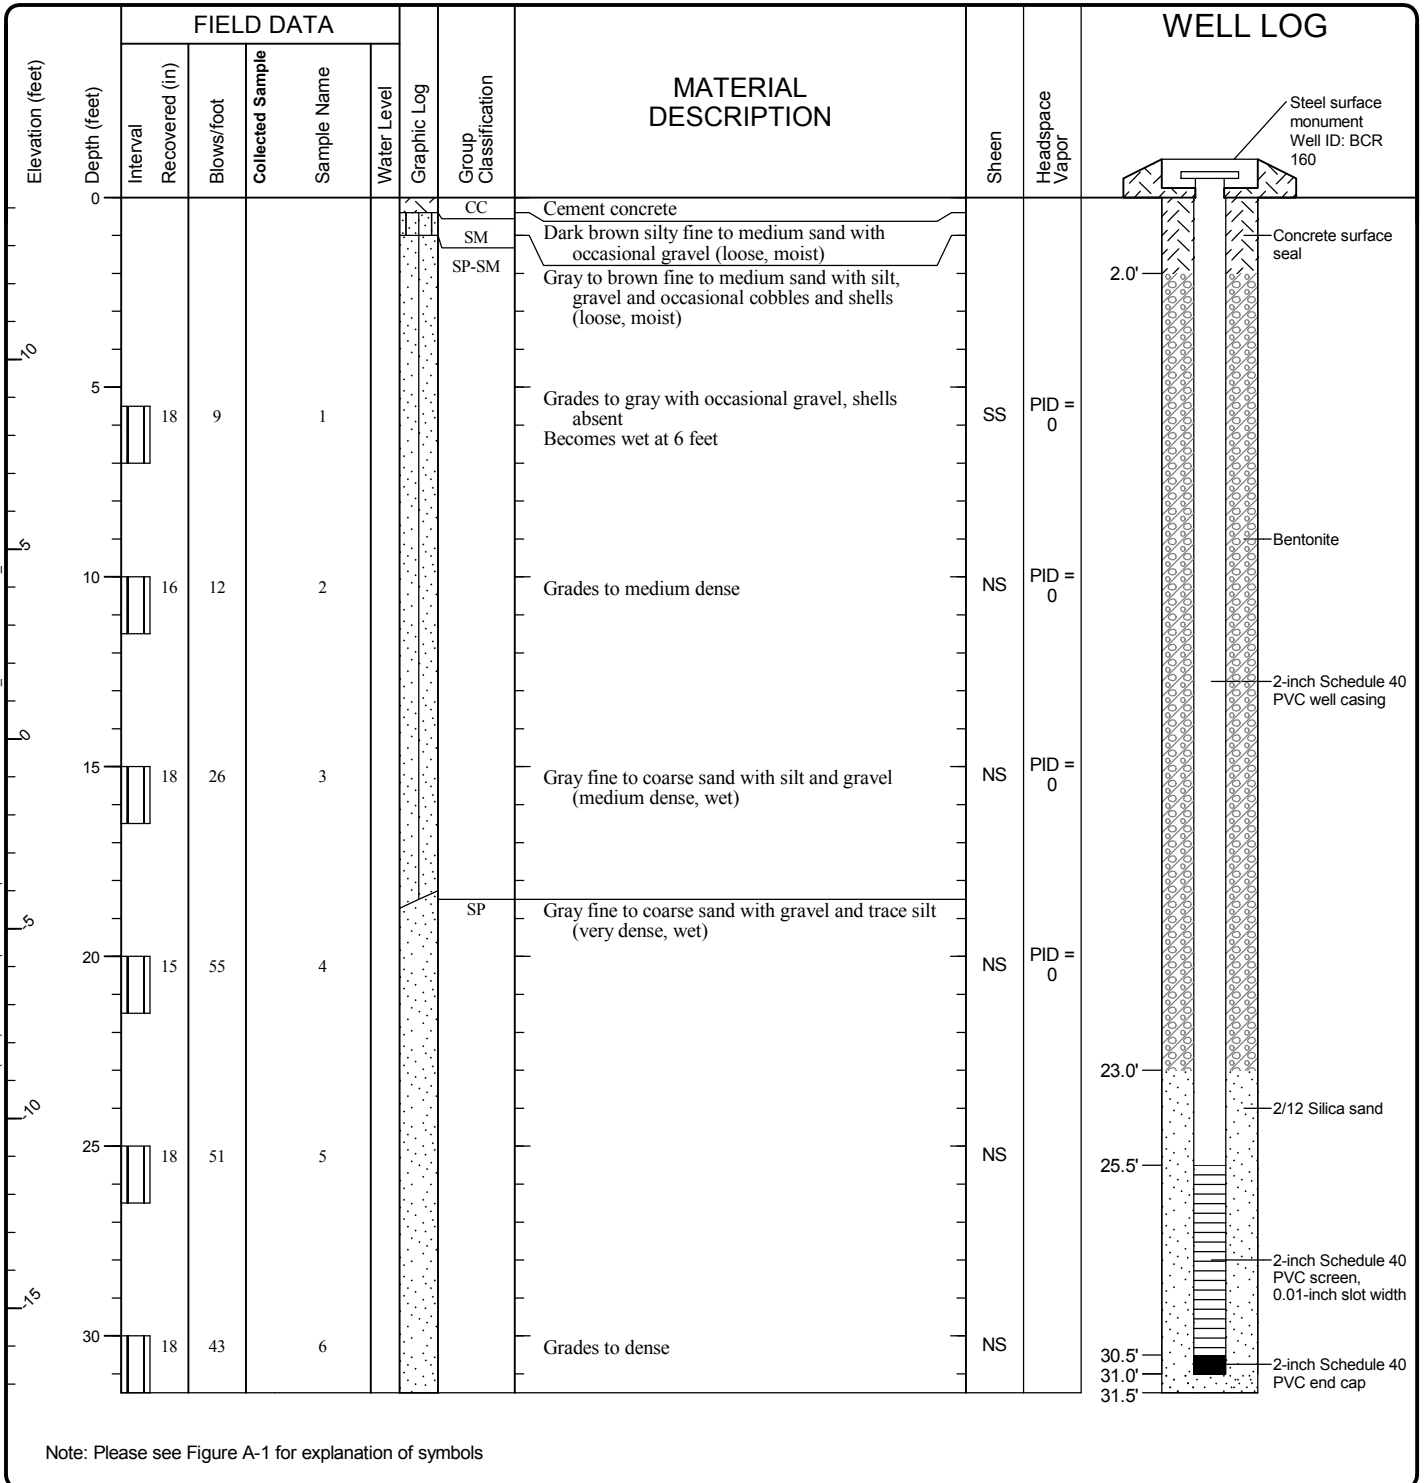 FIELD DATA
WELL LOG
Elevation (feet)
Depth (feet)
Interval
Recovered (in)
Blows/foot
Collected Sample
Sample Name
Water Level
Graphic Log
Group
Classification
MATERIAL
DESCRIPTION
Sheen
Headspace
Vapor
Steel surface
monument
Well ID: BCR
160
0
CC
Cement concrete
SM
Dark brown silty fine to medium sand with
occasional gravel (loose, moist)
Concrete surface
seal
SP-SM
Gray to brown fine to medium sand with silt,
gravel and occasional cobbles and shells
(loose, moist)
2.0'
10
5
Grades to gray with occasional gravel, shells
absent
Becomes wet at 6 feet
18
9
1
SS
PID =
0
5
Bentonite
10
16
12
2
Grades to medium dense
NS
PID =
0
2-inch Schedule 40
PVC well casing
0
15
18
26
3
Gray fine to coarse sand with silt and gravel
(medium dense, wet)
NS
PID =
0
-5
SP
Gray fine to coarse sand with gravel and trace silt
(very dense, wet)
20
15
55
4
NS
PID =
0
23.0'
-10
2/12 Silica sand
25
18
51
5
NS
25.5'
-15
2-inch Schedule 40
PVC screen,
0.01-inch slot width
30
18
43
6
Grades to dense
NS
30.5'
31.0'
31.5'
2-inch Schedule 40
PVC end cap
Note: Please see Figure A-1 for explanation of symbols